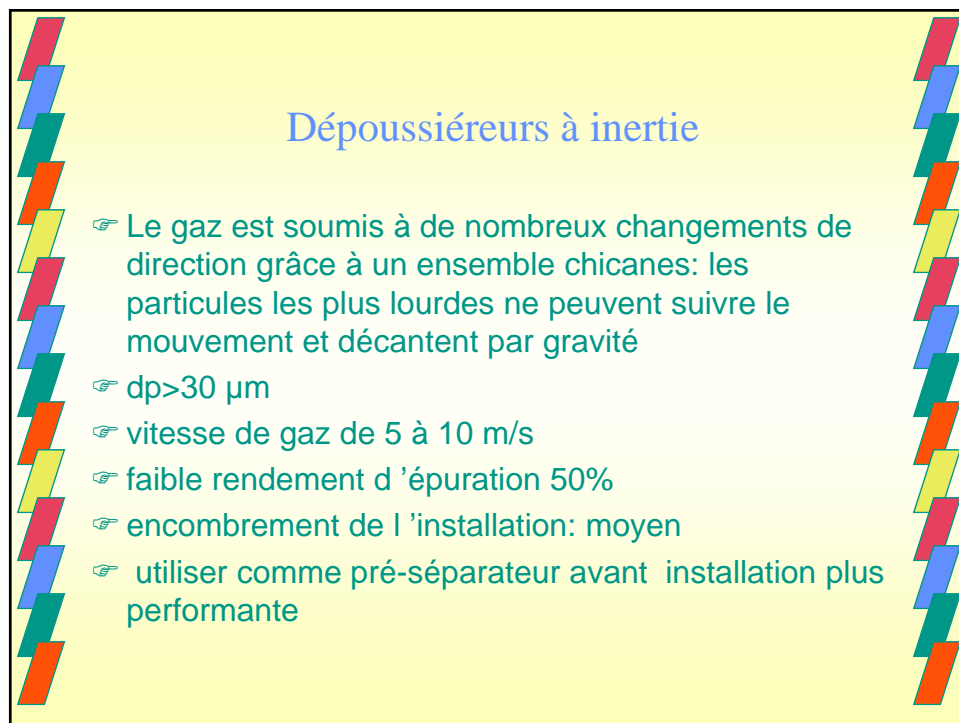 Dépoussiéreurs à inertie
☞ Le gaz est soumis à de nombreux changements de
direction grâce à un ensemble chicanes: les
particules les plus lourdes ne peuvent suivre le
mouvement et décantent par gravité
☞ dp>30 µm
☞ vitesse de gaz de 5 à 10 m/s
☞ faible rendement d ’épuration 50%
☞ encombrement de l ’installation: moyen
☞ utiliser comme pré-séparateur avant installation plus
performante